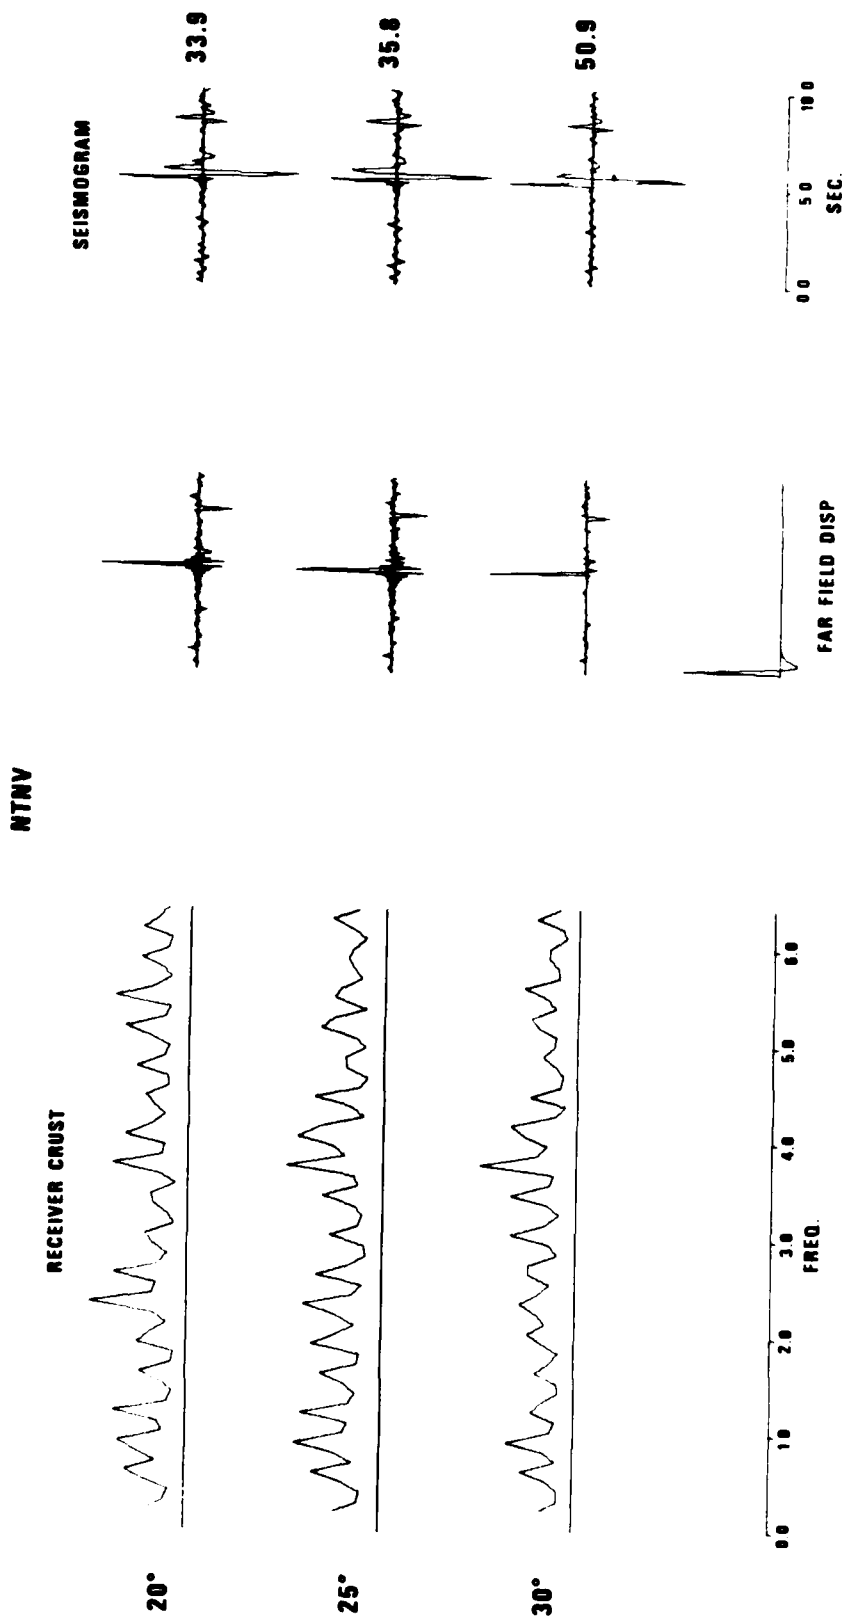 NTNV
RECEIVER CRUST
SEISMOGRAM
20°
33.9
25°
35.8
30°
50.9
0.0 1.0 2.0 3.0 4.0 5.0 6.0
FREQ.
FAR FIELD DISP
0.0 5.0 10.0
SEC.